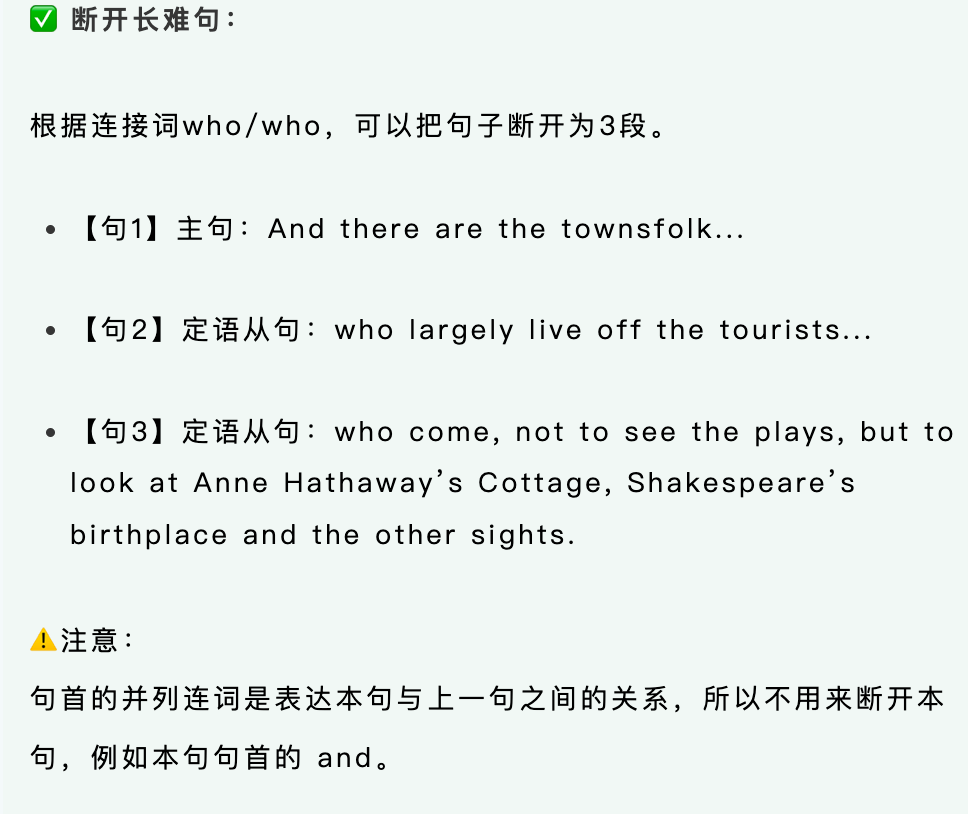 ✅ 断开长难句：
根据连接词who/who，可以把句子断开为3段。
• 【句1】主句：And there are the townsfolk...
• 【句2】定语从句：who largely live off the tourists...
• 【句3】定语从句：who come, not to see the plays, but to
look at Anne Hathaway’s Cottage, Shakespeare’s
birthplace and the other sights.
⚠️注意：
句首的并列连词是表达本句与上一句之间的关系，所以不用来断开本
句，例如本句句首的 and。